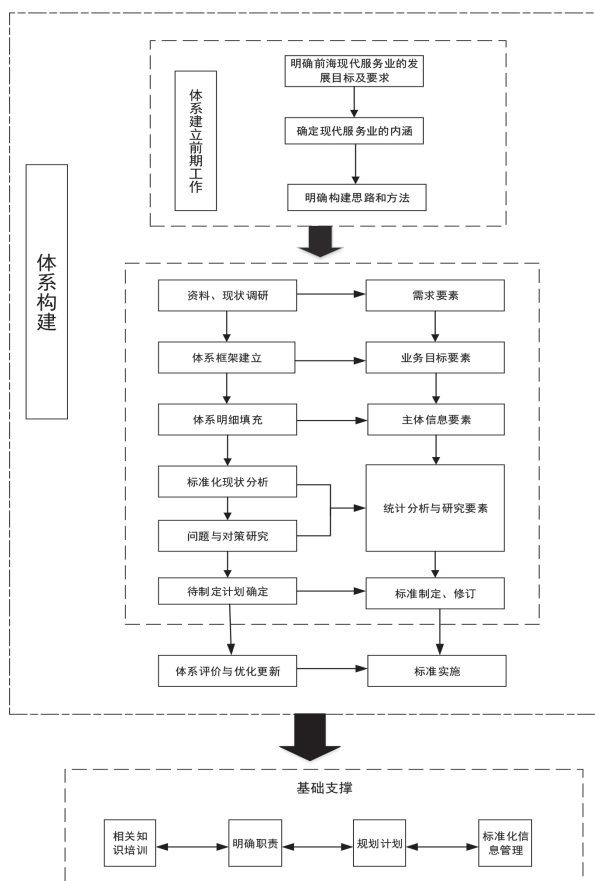 体系构建
体系建立前期工作
明确前海现代服务业的发
展目标及要求
确定现代服务业的内涵
明确构建思路和方法
资料、现状调研
需求要素
体系框架建立
业务目标要素
体系明细填充
主体信息要素
标准化现状分析
统计分析与研究要素
问题与对策研究
待制定计划确定
标准制定、修订
体系评价与优化更新
标准实施
基础支撑
相关知
识培训
明确职责
规划计划
标准化信
息管理